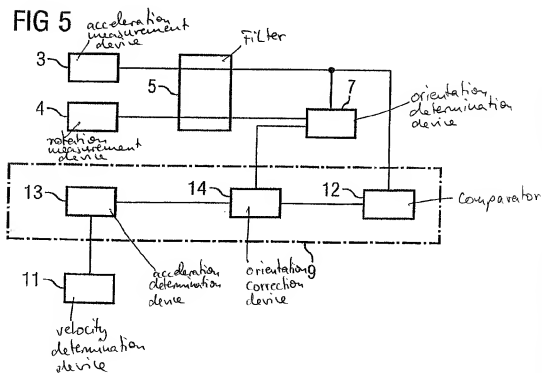 FIG 5
acceleration
measurement
device
3
Filter
5
4
rotation
measurement
device
7
orientation
determination
device
13
14
12
comparator
9
acceleration
determination
device
orientation
correction
device
11
velocity
determination
device